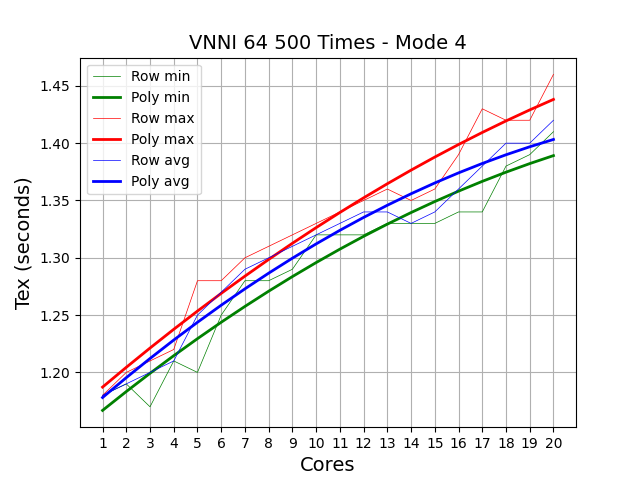 VNNI 64 500 Times - Mode 4
Row min
Poly min
Row max
Poly max
Row avg
Poly avg
Tex (seconds)
1.45
1.40
1.35
1.30
1.25
1.20
1 2 3 4 5 6 7 8 9 10 11 12 13 14 15 16 17 18 19 20
Cores